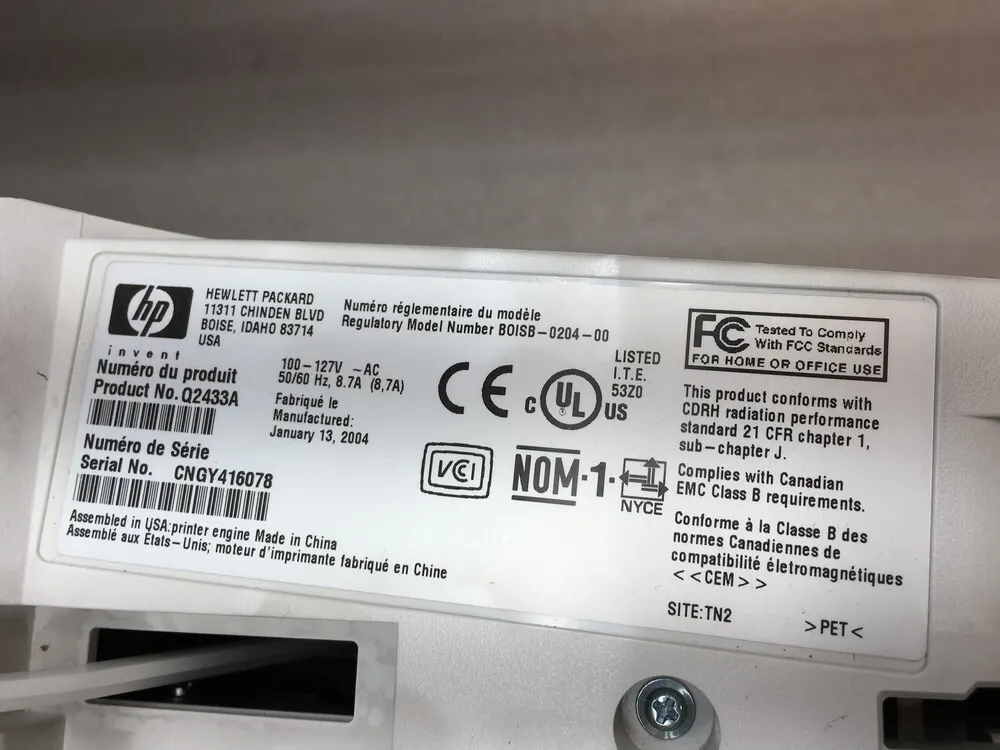 hp
invent
HEWLETT PACKARD
11311 CHINDEN BLVD
BOISE, IDAHO 83714
USA
Numéro réglementaire du modèle
Regulatory Model Number BOISB-0204-00
Numéro du produit
Product No. Q2433A
100-127V ~AC
50/60 Hz, 8.7A (8,7A)
Fabriqué le
Manufactured:
January 13, 2004
Numéro de Série
Serial No. CNGY416078
Assembled in USA:printer engine Made in China
Assemblé aux États-Unis; moteur d'imprimante fabriqué en Chine
CE
c UL US
LISTED
I.T.E.
53Z0
VCI
NOM-1-
NYCE
FC Tested To Comply
With FCC Standards
FOR HOME OR OFFICE USE
This product conforms with
CDRH radiation performance
standard 21 CFR chapter 1,
sub-chapter J.
Complies with Canadian
EMC Class B requirements.
Conforme à la Classe B des
normes Canadiennes de
compatibilité életromagnétiques
<<CEM>>
SITE:TN2
>PET<